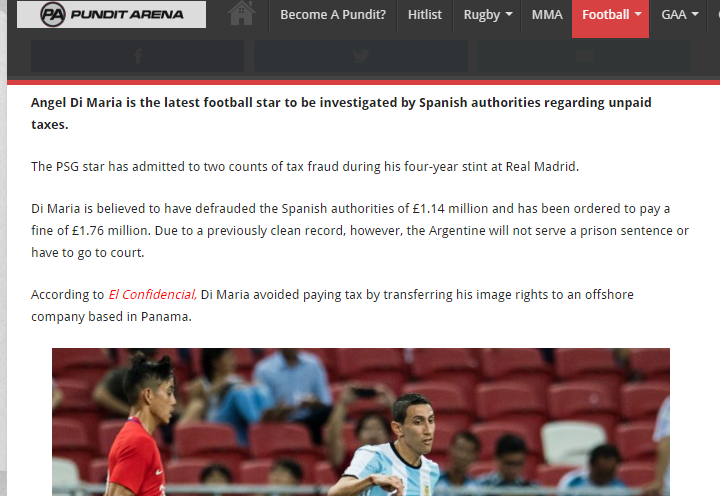 PA PUNDIT ARENA
Become A Pundit? Hitlist Rugby MMA Football GAA
Angel Di Maria is the latest football star to be investigated by Spanish authorities regarding unpaid
taxes.
The PSG star has admitted to two counts of tax fraud during his four-year stint at Real Madrid.
Di Maria is believed to have defrauded the Spanish authorities of £1.14 million and has been ordered to pay a
fine of £1.76 million. Due to a previously clean record, however, the Argentine will not serve a prison sentence or
have to go to court.
According to El Confidencial, Di Maria avoided paying tax by transferring his image rights to an offshore
company based in Panama.